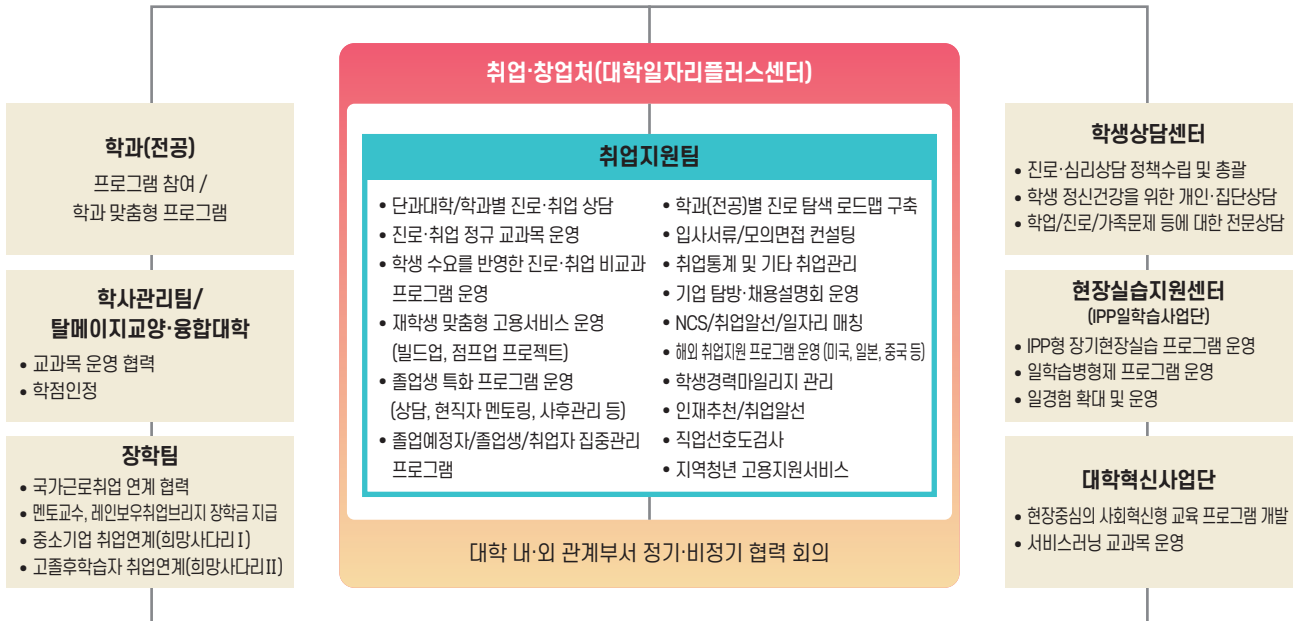 학과(전공)
프로그램 참여 /
학과 맞춤형 프로그램
학사관리팀/
탈메이지교양·융합대학
• 교과목 운영 협력
• 학점인정
장학팀
• 국가근로취업 연계 협력
• 멘토교수, 레인보우취업브리지 장학금 지급
• 중소기업 취업연계(희망사다리 I)
• 고졸후학습자 취업연계(희망사다리II)
취업·창업처(대학일자리플러스센터)
취업지원팀
• 단과대학/학과별 진로·취업 상담
• 진로·취업 정규 교과목 운영
• 학생 수요를 반영한 진로·취업 비교과
프로그램 운영
• 재학생 맞춤형 고용서비스 운영
(빌드업, 점프업 프로젝트)
• 졸업생 특화 프로그램 운영
(상담, 현직자 멘토링, 사후관리 등)
• 졸업예정자/졸업생/취업자 집중관리
프로그램
• 학과(전공)별 진로 탐색 로드맵 구축
• 입사서류/모의면접 컨설팅
• 취업통계 및 기타 취업관리
• 기업 탐방·채용설명회 운영
• NCS/취업알선/일자리 매칭
• 해외 취업지원 프로그램 운영 (미국, 일본, 중국 등)
• 학생경력마일리지 관리
• 인재추천/취업알선
• 직업선호도검사
• 지역청년 고용지원서비스
대학 내·외 관계부서 정기·비정기 협력 회의
학생상담센터
• 진로·심리상담 정책수립 및 총괄
• 학생 정신건강을 위한 개인·집단상담
• 학업/진로/가족문제 등에 대한 전문상담
현장실습지원센터
(IPP일학습사업단)
• IPP형 장기현장실습 프로그램 운영
• 일학습병형제 프로그램 운영
• 일경험 확대 및 운영
대학혁신사업단
• 현장중심의 사회혁신형 교육 프로그램 개발
• 서비스러닝 교과목 운영